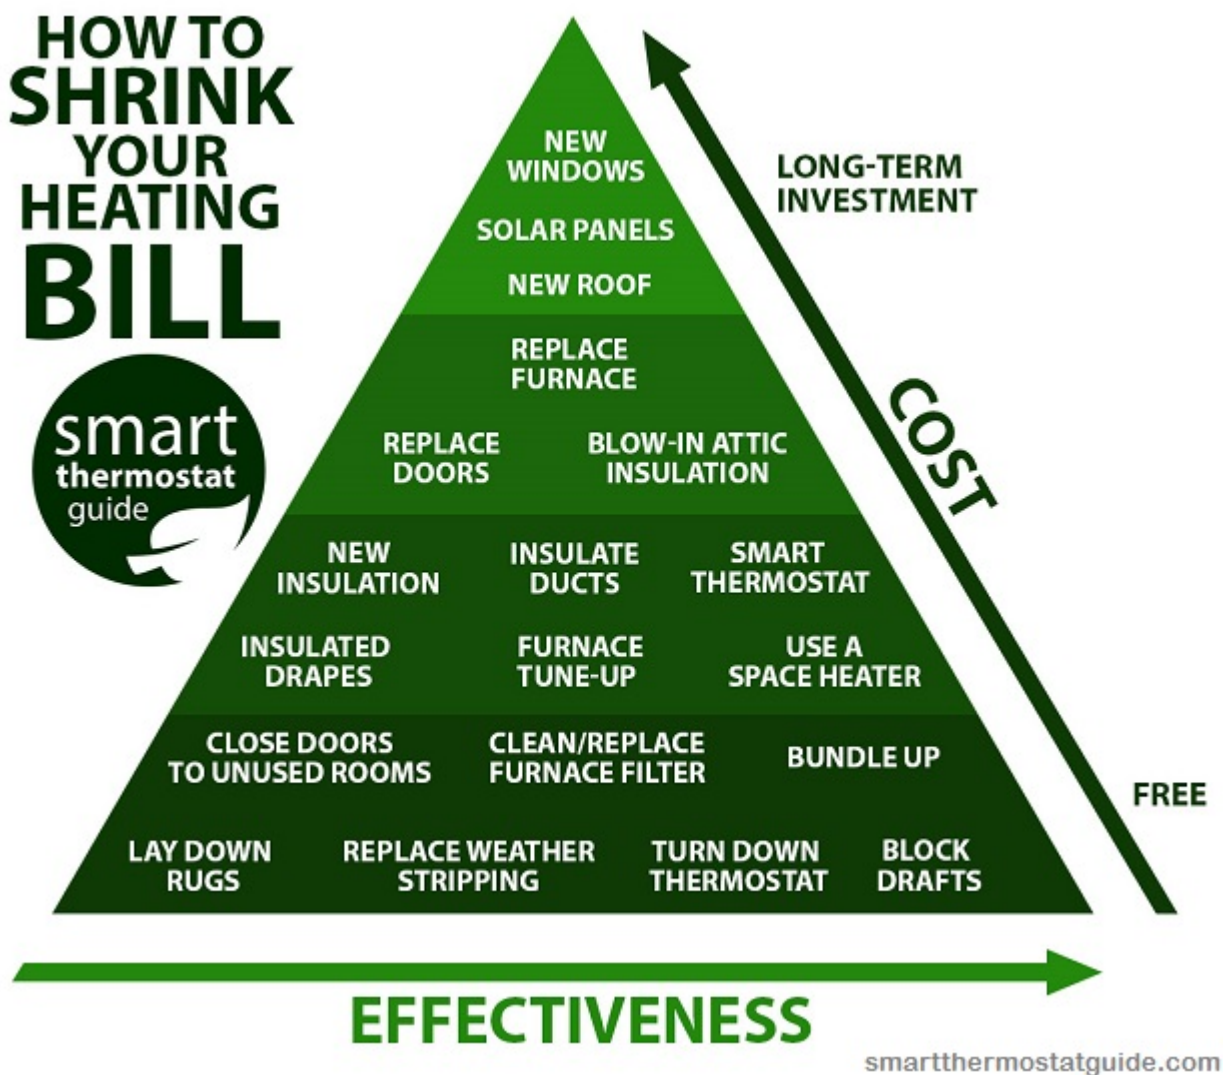 HOW TO
SHRINK
YOUR
HEATING
BILL
smart
thermostat
guide
NEW
WINDOWS
SOLAR PANELS
NEW ROOF
REPLACE
FURNACE
REPLACE
DOORS
BLOW-IN ATTIC
INSULATION
NEW
INSULATION
INSULATE
DUCTS
SMART
THERMOSTAT
INSULATED
DRAPES
FURNACE
TUNE-UP
USE A
SPACE HEATER
CLOSE DOORS
TO UNUSED ROOMS
CLEAN/REPLACE
FURNACE FILTER
BUNDLE UP
LAY DOWN
RUGS
REPLACE WEATHER
STRIPPING
TURN DOWN
THERMOSTAT
BLOCK
DRAFTS
LONG-TERM
INVESTMENT
COST
FREE
EFFECTIVENESS
smartthermostatguide.com